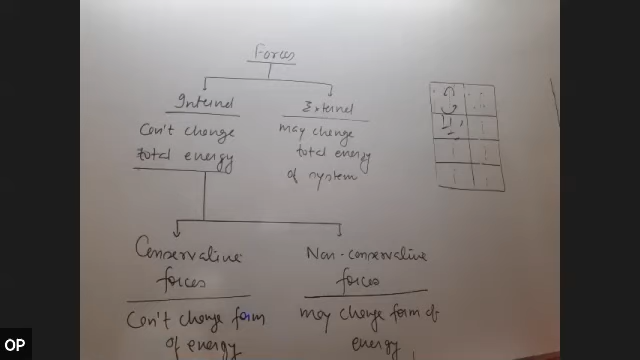 Forces
Internal
External
Can't change
total energy
may change
total energy
of system
Conservative
forces
Non-conservative
forces
Can't change form
of energy
may change form of
energy
OP